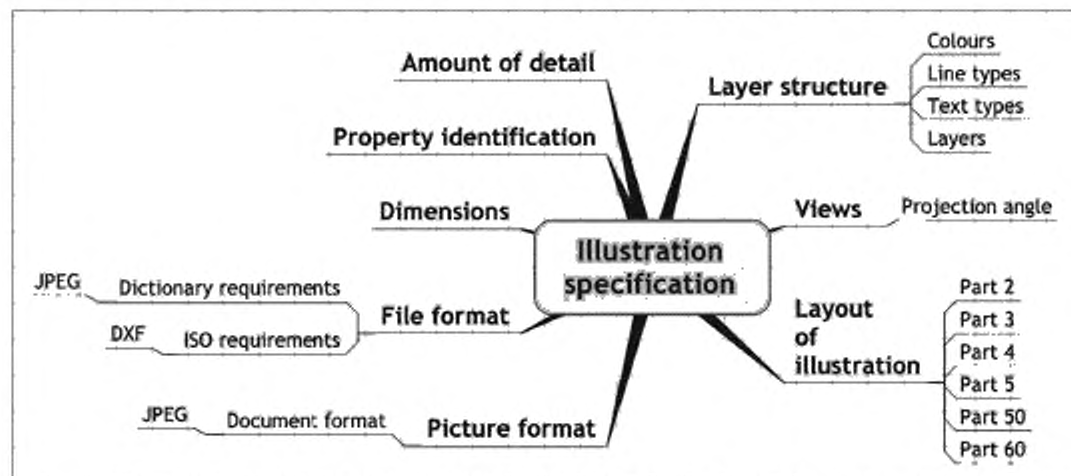 Amount of detail
Property identification
Dimensions
JPEG
Dictionary requirements
DXF
ISO requirements
File format
JPEG
Document format
Picture format
Illustration
specification
Layer structure
Colours
Line types
Text types
Layers
Views
Projection angle
Layout
of
illustration
Part 2
Part 3
Part 4
Part 5
Part 50
Part 60